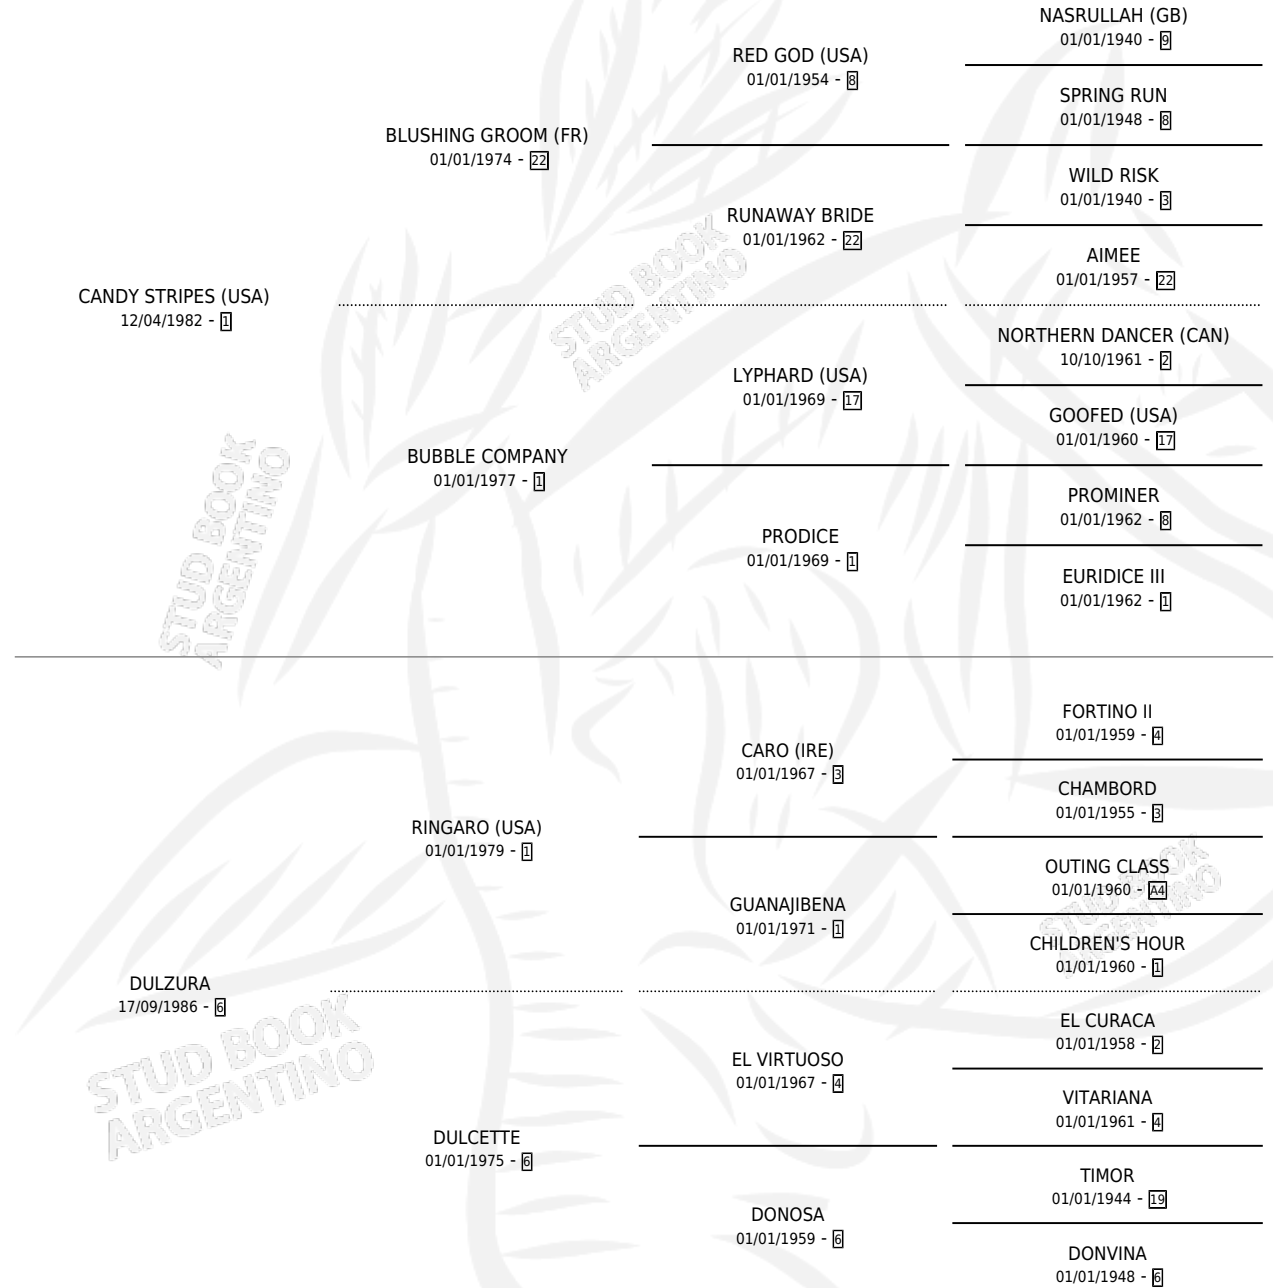 NASRULLAH (GB)
01/01/1940 - 9
RED GOD (USA)
01/01/1954 - 8
SPRING RUN
01/01/1948 - 8
BLUSHING GROOM (FR)
01/01/1974 - 22
WILD RISK
01/01/1940 - 3
RUNAWAY BRIDE
01/01/1962 - 22
AIMEE
01/01/1957 - 22
CANDY STRIPES (USA)
12/04/1982 - 1
NORTHERN DANCER (CAN)
10/10/1961 - 2
LYPHARD (USA)
01/01/1969 - 17
GOOFED (USA)
01/01/1960 - 17
BUBBLE COMPANY
01/01/1977 - 1
PROMINER
01/01/1962 - 8
PRODICE
01/01/1969 - 1
EURIDICE III
01/01/1962 - 1
STUD BOOK
ARGENTINO
STUD BOOK
ARGENTINO
FORTINO II
01/01/1959 - 4
CARO (IRE)
01/01/1967 - 3
CHAMBORD
01/01/1955 - 3
RINGARO (USA)
01/01/1979 - 1
OUTING CLASS
01/01/1960 - A4
GUANAJIBENA
01/01/1971 - 1
CHILDREN'S HOUR
01/01/1960 - 1
STUD BOOK
ARGENTINO
DULZURA
17/09/1986 - 6
EL CURACA
01/01/1958 - 2
EL VIRTUOSO
01/01/1967 - 4
VITARIANA
01/01/1961 - 4
STUD BOOK
ARGENTINO
DULCETTE
01/01/1975 - 6
TIMOR
01/01/1944 - 19
DONOSA
01/01/1959 - 6
DONVINA
01/01/1948 - 6